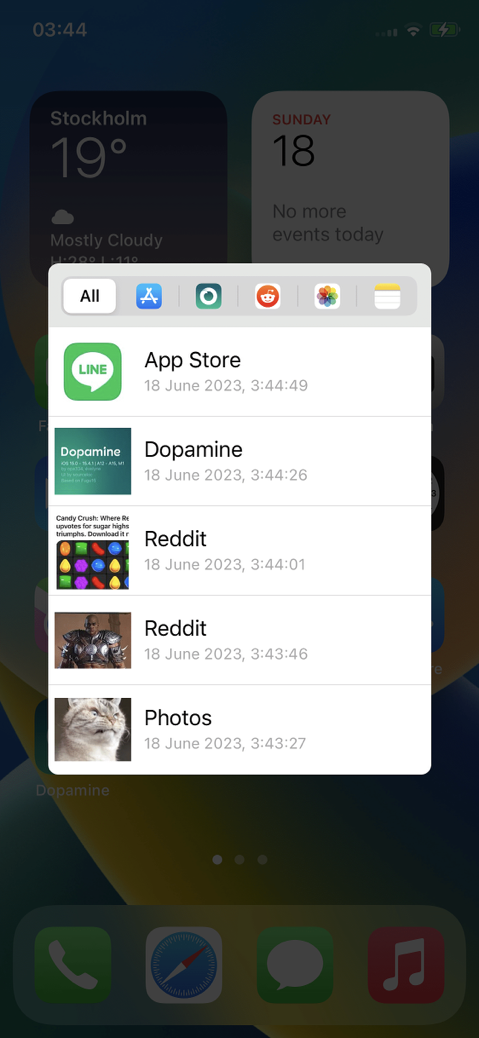 03:44
Stockholm
19°
Mostly Cloudy
H:28° L:11°
SUNDAY
18
No more
events today
All
LINE
App Store
18 June 2023, 3:44:49
Dopamine
Dopamine
18 June 2023, 3:44:26
Candy Crush: Where Re
upvotes for sugar highs
triumphs. Download it r
Reddit
18 June 2023, 3:44:01
Reddit
18 June 2023, 3:43:46
Photos
18 June 2023, 3:43:27
Dopamine